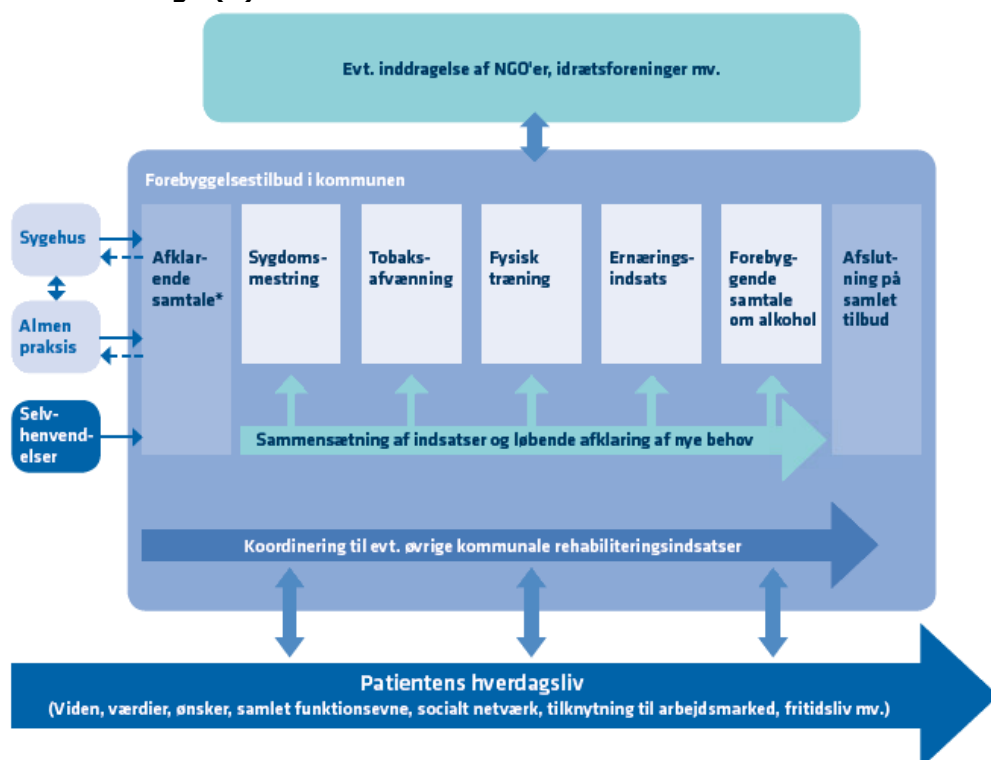 Evt. inddragelse af NGO'er, idrætsforeninger mv.
Forebyggelsestilbud i kommunen
Sygehus
Almen
praksis
Selv-
henvend-
elser
Afklar-
ende
samtale*
Sygdoms-
mestring
Tobaks-
afvænning
Fysisk
træning
Ernærings-
indsats
Forebyg-
gende
samtale
om alkohol
Afslut-
ning på
samlet
tilbud
Sammensætning af indsatser og løbende afklaring af nye behov
Koordinering til evt. øvrige kommunale rehabiliteringsindsatser
Patientens hverdagsliv
(Viden, værdier, ønsker, samlet funktionsevne, socialt netværk, tilknytning til arbejdsmarked, fritidsliv mv.)